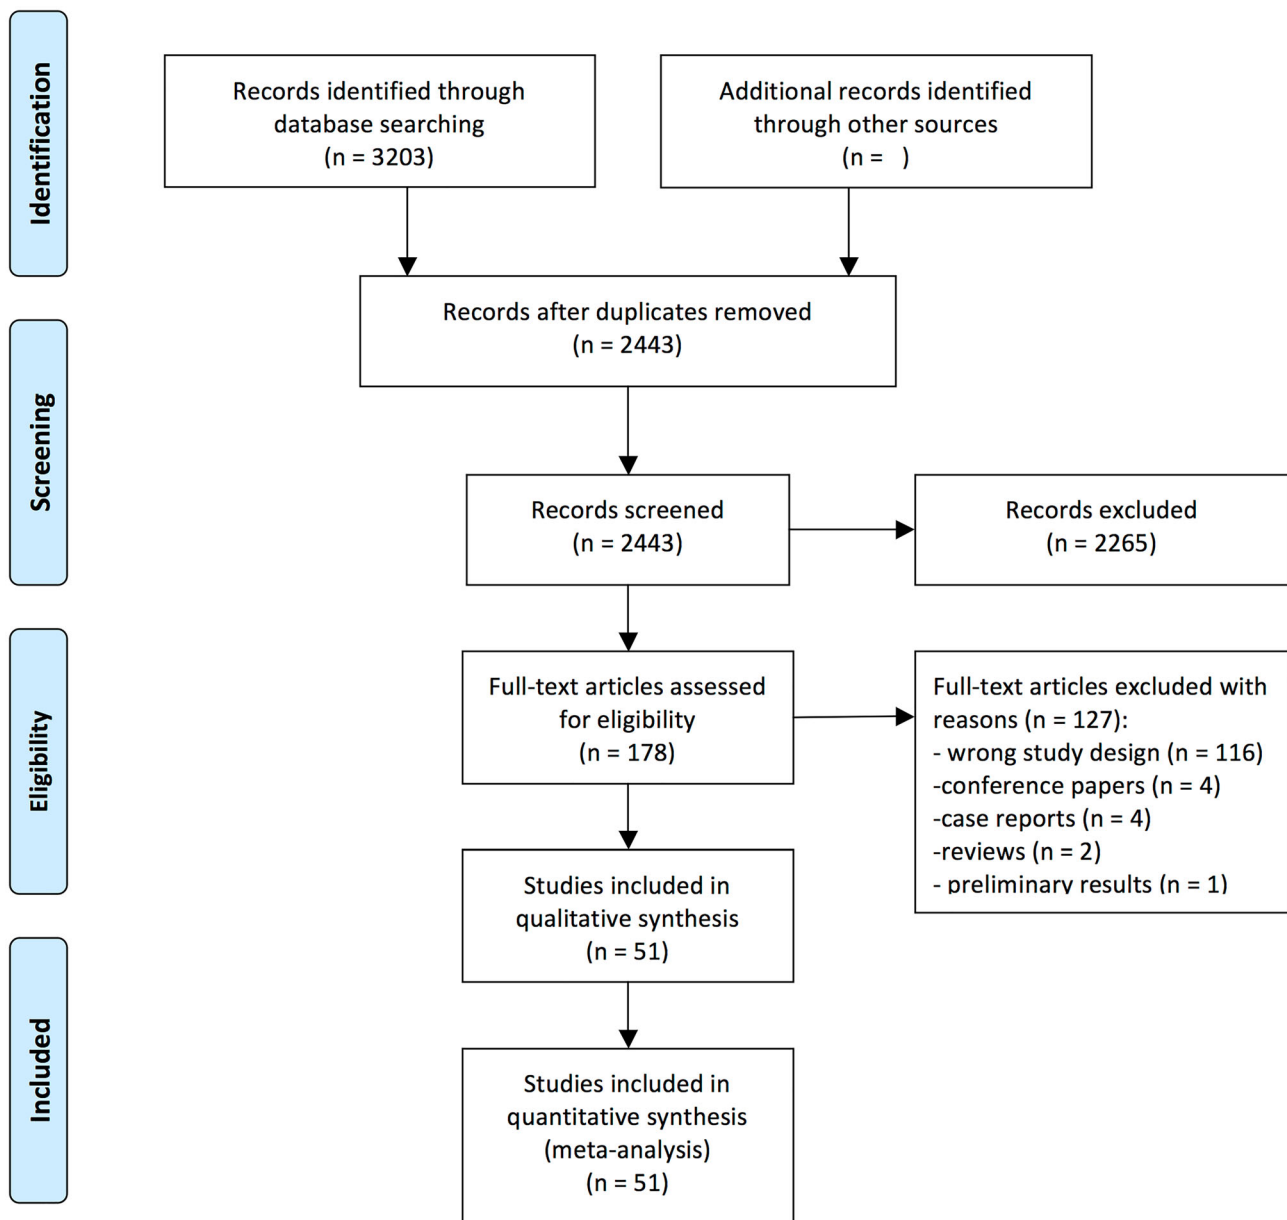 Identification
Records identified through
database searching
(n = 3203)
Additional records identified
through other sources
(n =   )
Records after duplicates removed
(n = 2443)
Screening
Records screened
(n = 2443)
Records excluded
(n = 2265)
Eligibility
Full-text articles assessed
for eligibility
(n = 178)
Full-text articles excluded with
reasons (n = 127):
- wrong study design (n = 116)
-conference papers (n = 4)
-case reports (n = 4)
-reviews (n = 2)
- preliminary results (n = 1)
Studies included in
qualitative synthesis
(n = 51)
Included
Studies included in
quantitative synthesis
(meta-analysis)
(n = 51)